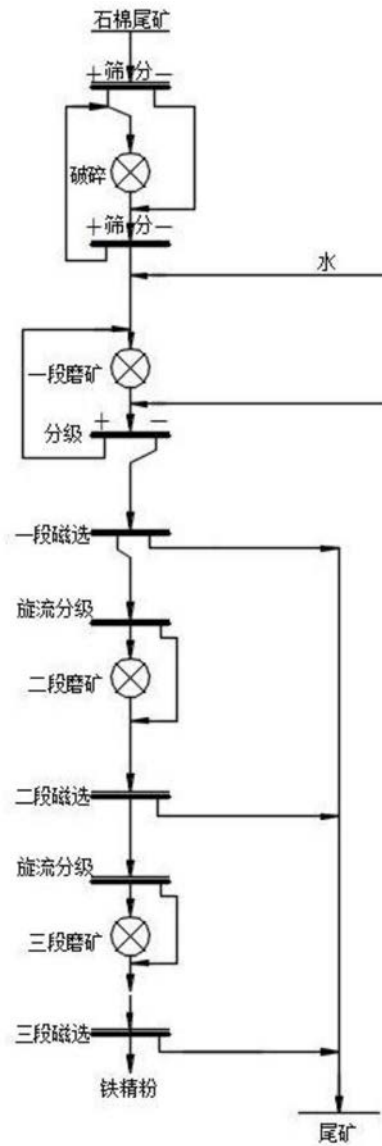 石棉尾矿
+筛 分-
破碎
+筛 分-
水
一段磨矿
+ -
分级
一段磁选
旋流分级
二段磨矿
二段磁选
旋流分级
三段磨矿
三段磁选
铁精粉
尾矿